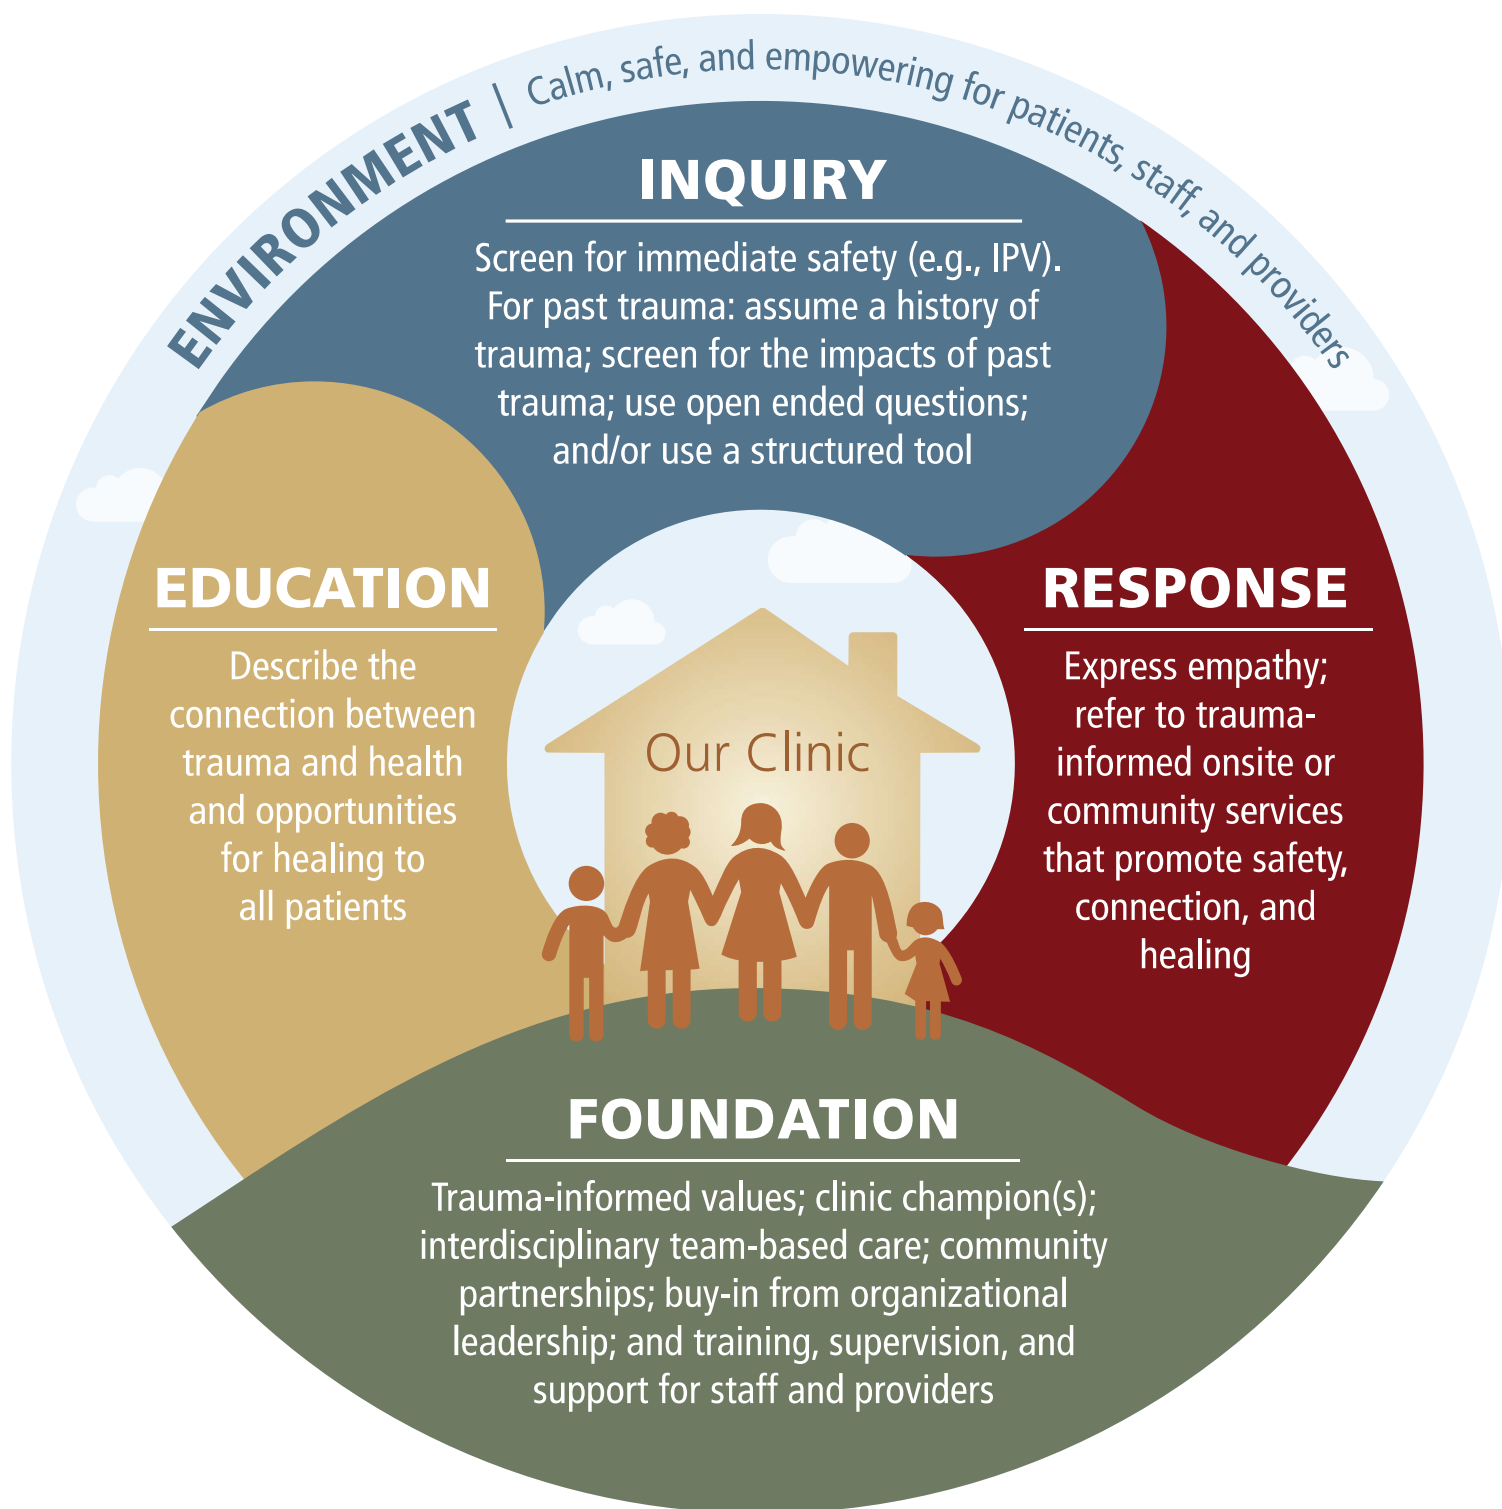 ENVIRONMENT | Calm, safe, and empowering for patients, staff, and providers
INQUIRY
Screen for immediate safety (e.g., IPV).
For past trauma: assume a history of
trauma; screen for the impacts of past
trauma; use open ended questions;
and/or use a structured tool
EDUCATION
Describe the
connection between
trauma and health
and opportunities
for healing to
all patients
RESPONSE
Express empathy;
refer to trauma-
informed onsite or
community services
that promote safety,
connection, and
healing
Our Clinic
FOUNDATION
Trauma-informed values; clinic champion(s);
interdisciplinary team-based care; community
partnerships; buy-in from organizational
leadership; and training, supervision, and
support for staff and providers